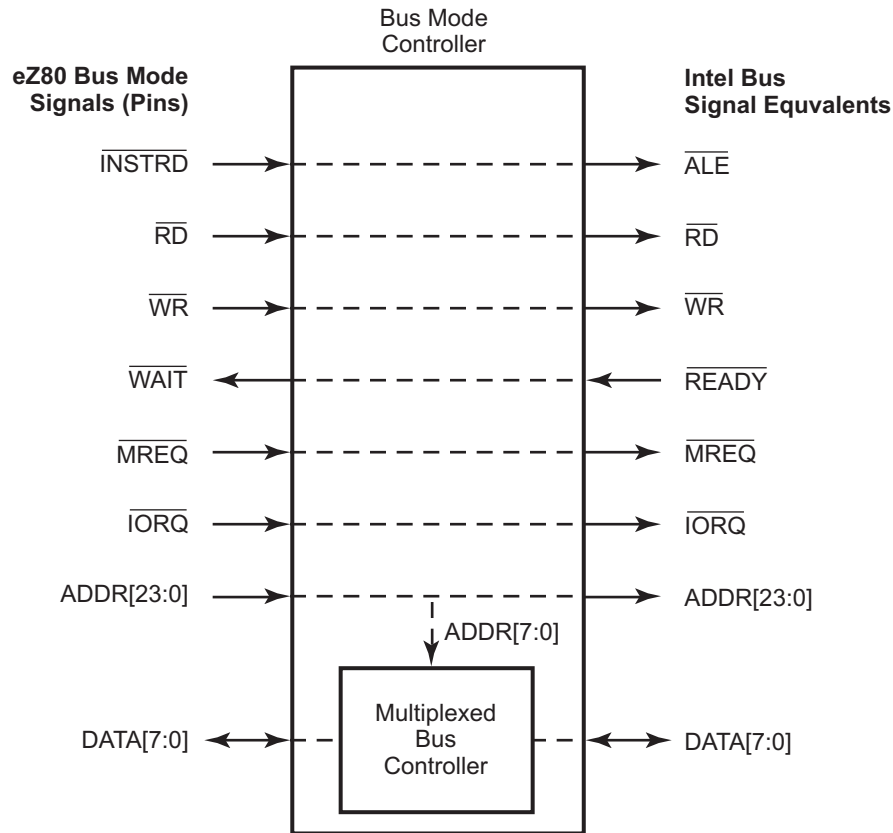 Bus Mode
Controller
eZ80 Bus Mode
Signals (Pins)
Intel Bus
Signal Equvalents
INSTRD
ALE
RD
RD
WR
WR
WAIT
READY
MREQ
MREQ
IORQ
IORQ
ADDR[23:0]
ADDR[23:0]
ADDR[7:0]
Multiplexed
Bus
Controller
DATA[7:0]
DATA[7:0]